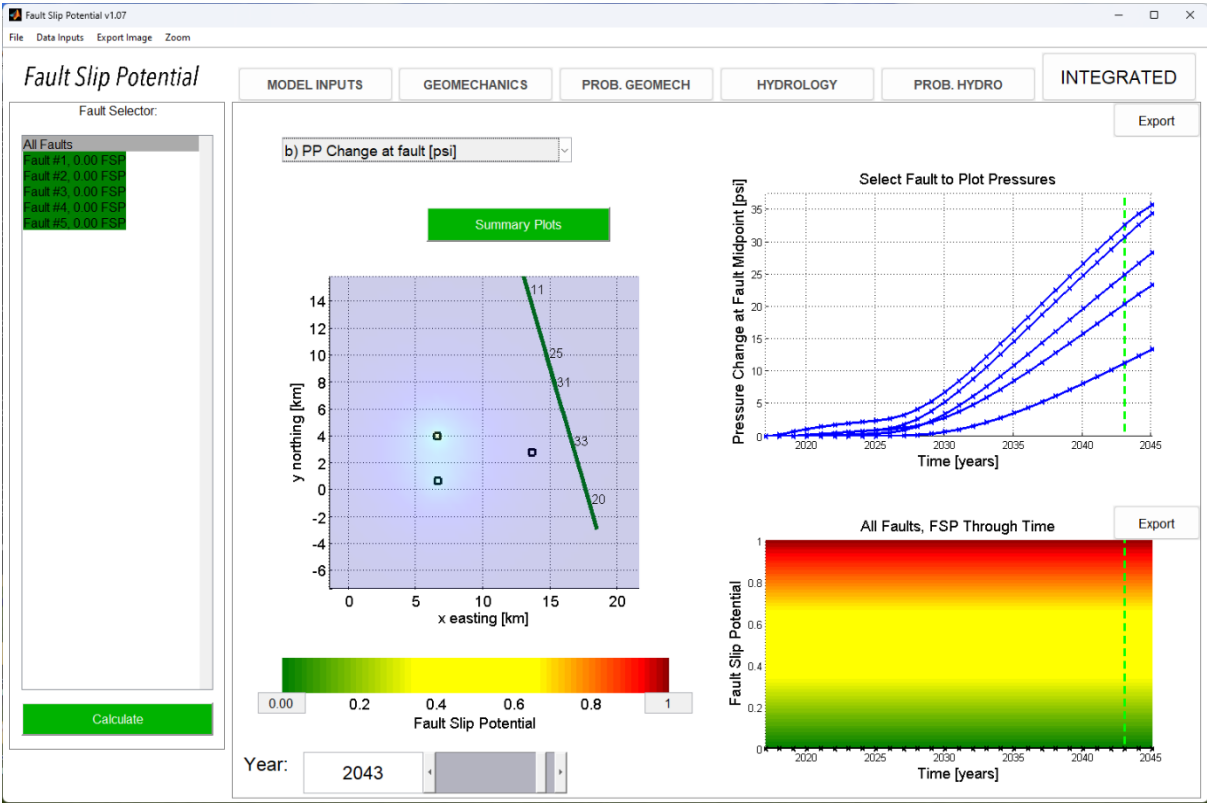 Fault Slip Potential v1.07
File Data Inputs Export Image Zoom
Fault Slip Potential
MODEL INPUTS GEOMECHANICS PROB. GEOMECH HYDROLOGY PROB. HYDRO INTEGRATED
Fault Selector:
All Faults
Fault #1, 0.00 FSP
Fault #2, 0.00 FSP
Fault #3, 0.00 FSP
Fault #4, 0.00 FSP
Fault #5, 0.00 FSP
Calculate
Export
b) PP Change at fault [psi]
Summary Plots
14
12
10
8
6
4
2
0
-2
-4
-6
y northing [km]
11
25
31
33
20
0 5 10 15 20
x easting [km]
0.00 0.2 0.4 0.6 0.8 1
Fault Slip Potential
Year: 2043
Select Fault to Plot Pressures
Pressure Change at Fault Midpoint [psi]
35
30
25
20
15
10
5
0
2020 2025 2030 2035 2040 2045
Time [years]
Export
All Faults, FSP Through Time
Fault Slip Potential
1
0.8
0.6
0.4
0.2
0
2020 2025 2030 2035 2040 2045
Time [years]